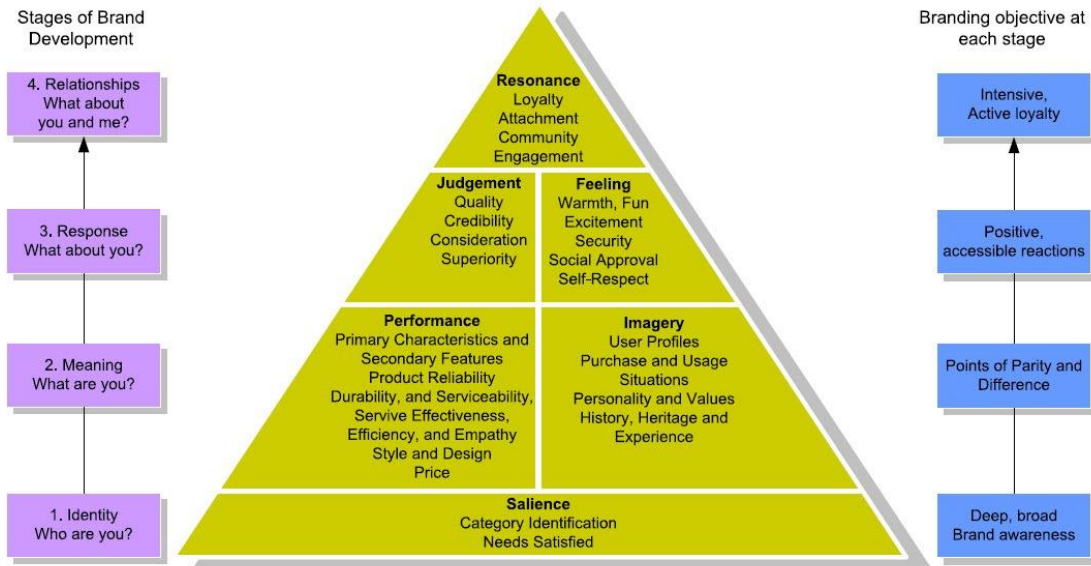 Stages of Brand
Development
4. Relationships
What about
you and me?
3. Response
What about you?
2. Meaning
What are you?
1. Identity
Who are you?
Resonance
Loyalty
Attachment
Community
Engagement
Judgement
Quality
Credibility
Consideration
Superiority
Feeling
Warmth, Fun
Excitement
Security
Social Approval
Self-Respect
Performance
Primary Characteristics and
Secondary Features
Product Reliability
Durability, and Serviceability,
Servive Effectiveness,
Efficiency, and Empathy
Style and Design
Price
Imagery
User Profiles
Purchase and Usage
Situations
Personality and Values
History, Heritage and
Experience
Salience
Category Identification
Needs Satisfied
Branding objective at
each stage
Intensive,
Active loyalty
Positive,
accessible reactions
Points of Parity and
Difference
Deep, broad
Brand awareness